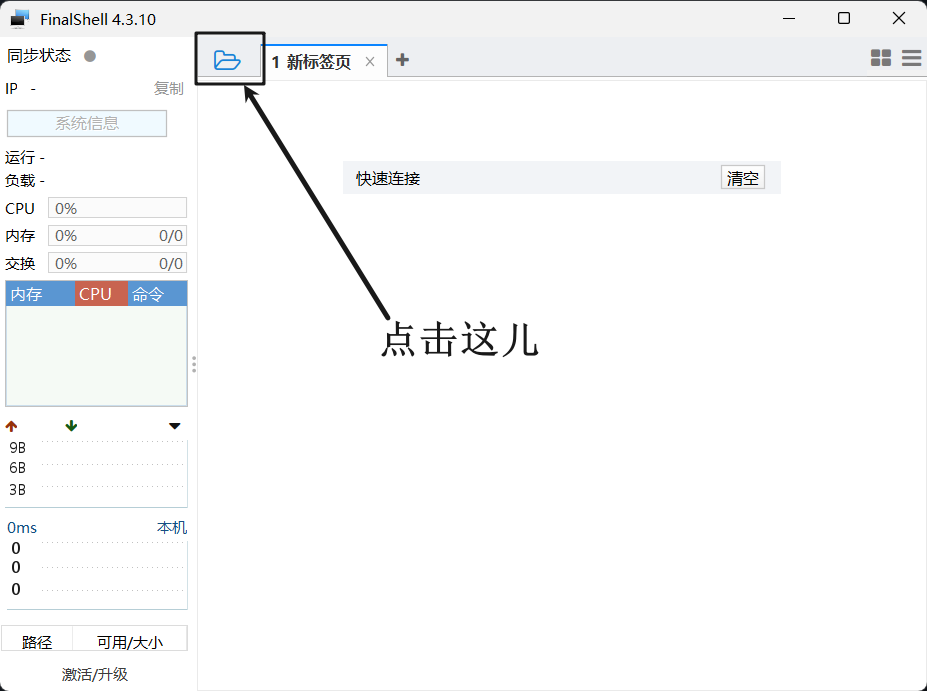 FinalShell 4.3.10
同步状态
1 新标签页
IP -
复制
系统信息
运行 -
负载 -
CPU 0%
内存 0% 0/0
交换 0% 0/0
内存 CPU 命令
9B
6B
3B
0ms 本机
0
0
0
路径 可用/大小
激活/升级
快速连接 清空
点击这儿